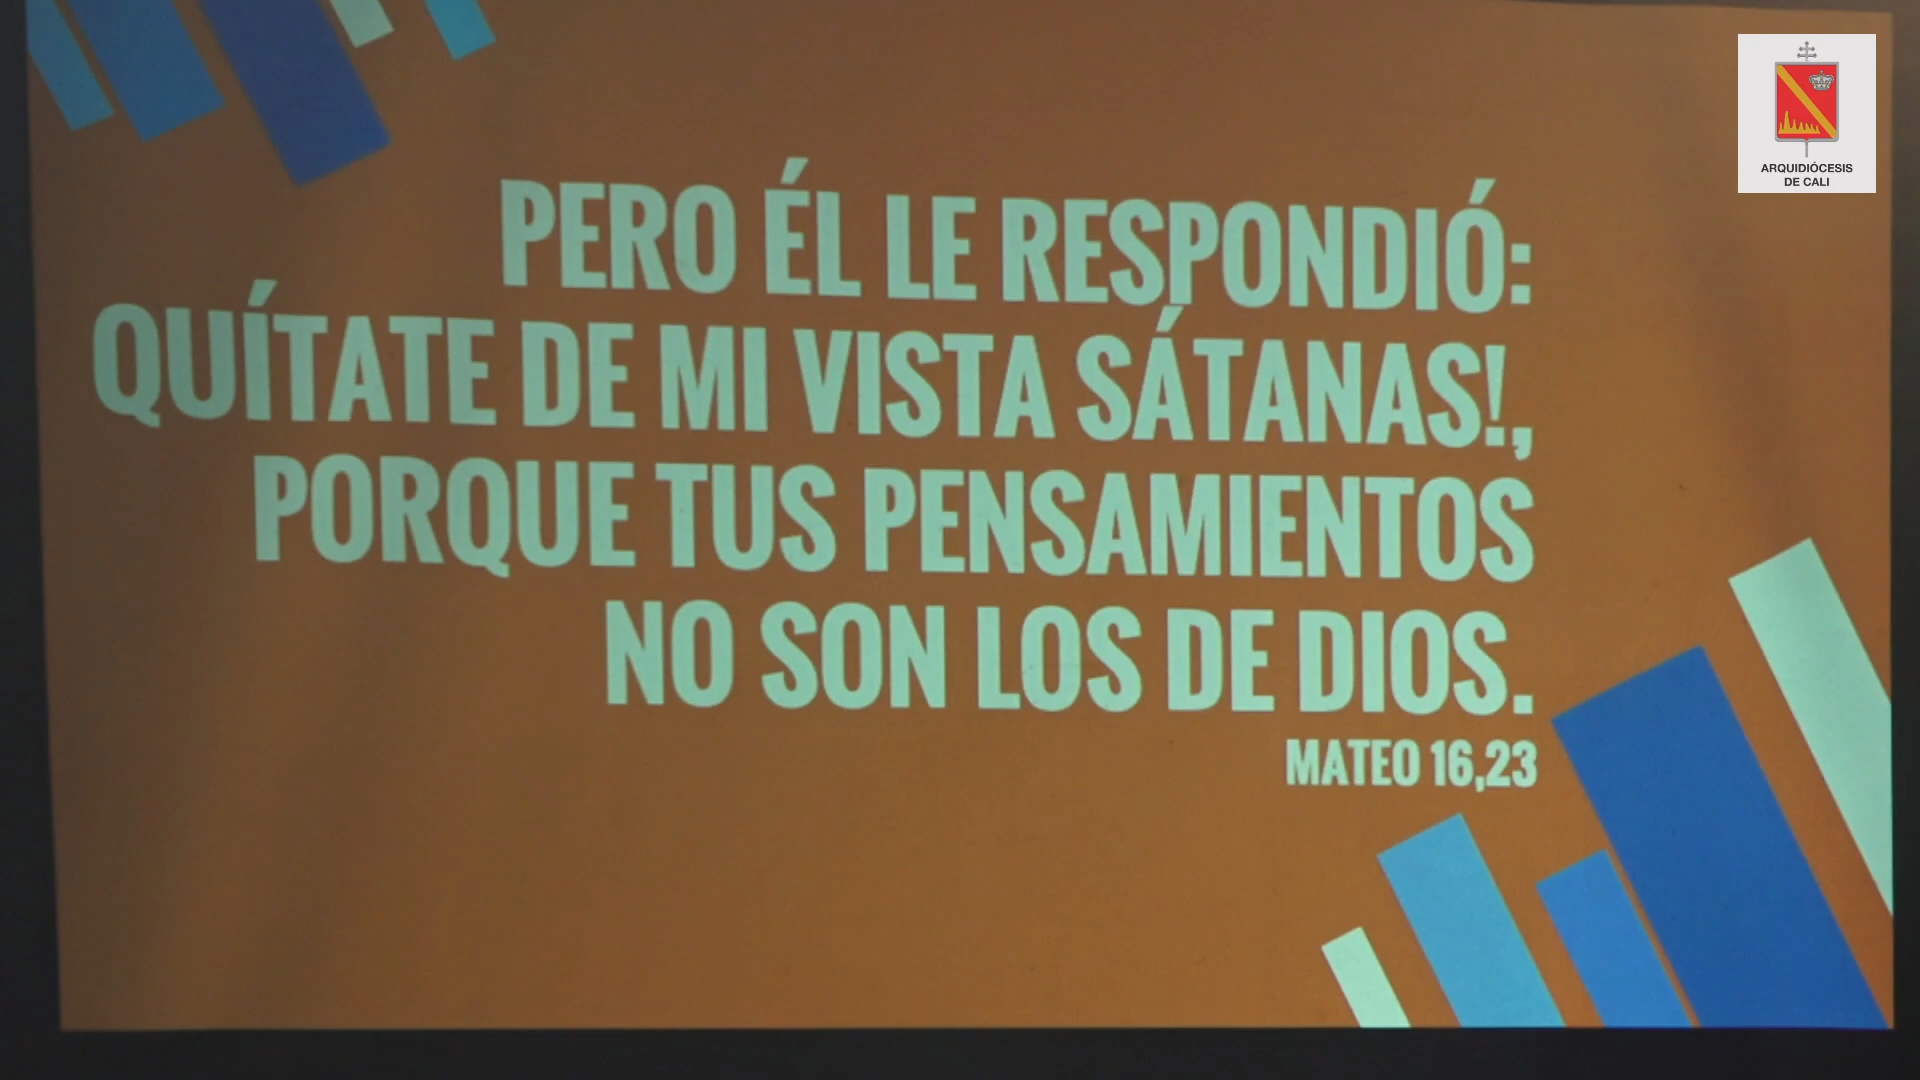 PERO ÉL LE RESPONDIÓ:
QUÍTATE DE MI VISTA SÁTANAS!,
PORQUE TUS PENSAMIENTOS
NO SON LOS DE DIOS.
MATEO 16,23
ARQUIDIÓCESIS
DE CALI